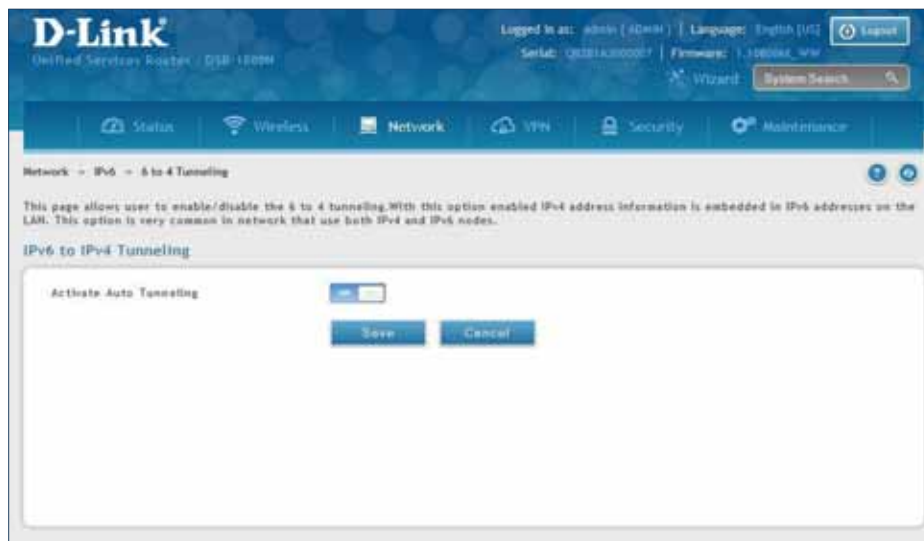 D-Link
Unified Services Router - DSR-1000N
Logged in as: admin ( ADMIN ) | Language: English [US]
Logout
Serial: | Firmware:
Wizard
System Search
Status
Wireless
Network
VPN
Security
Maintenance
Network » IPv6 » 6 to 4 Tunneling
This page allows user to enable/disable the 6 to 4 tunneling.With this option enabled IPv4 address information is embedded in IPv6 addresses on the
LAN. This option is very common in network that use both IPv4 and IPv6 nodes.
IPv6 to IPv4 Tunneling
Activate Auto Tunneling
Save
Cancel